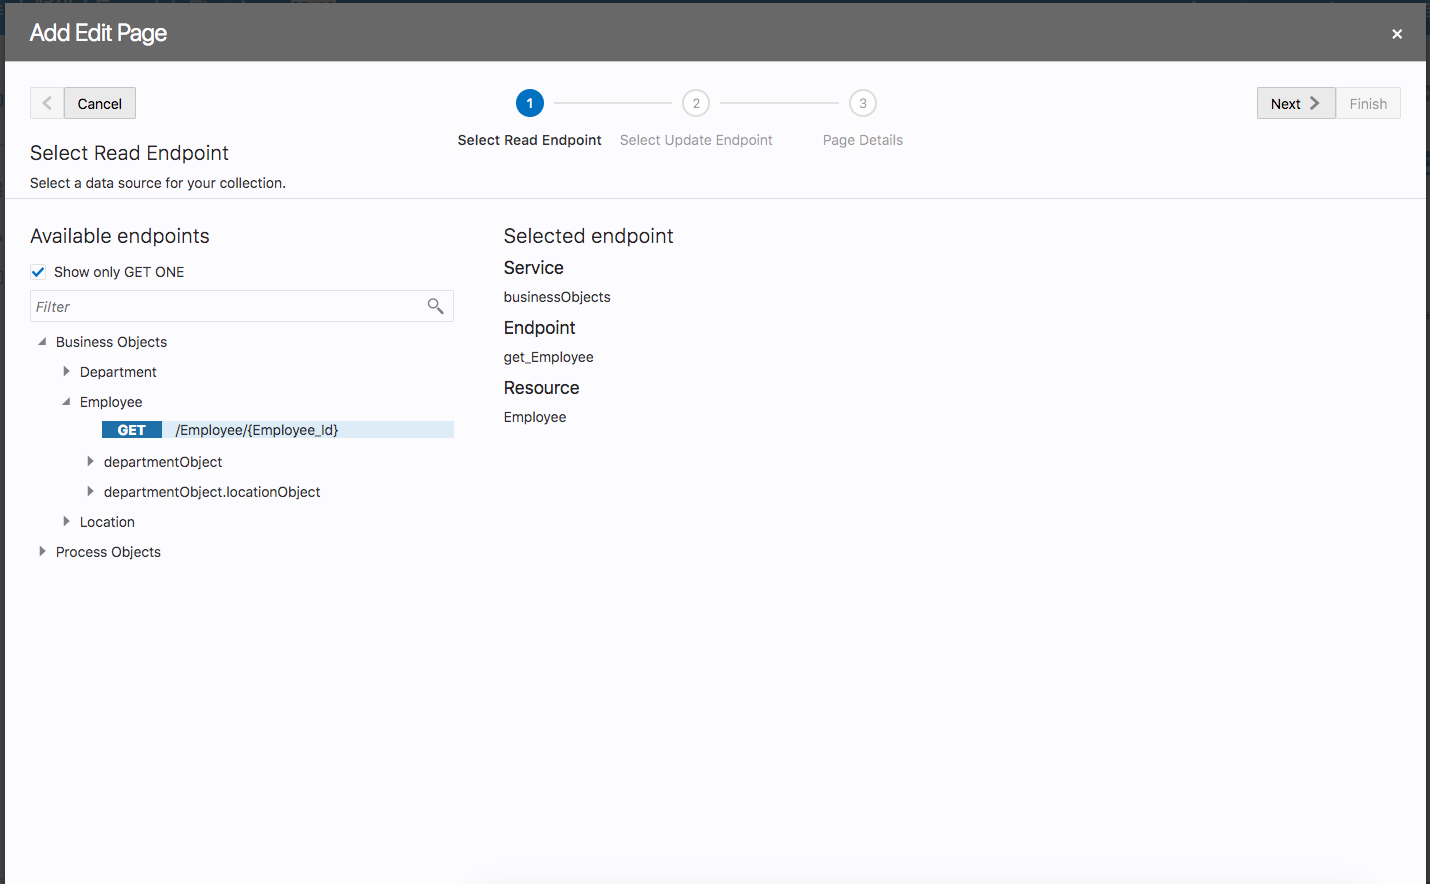 Add Edit Page
Cancel
1
2
3
Next
Finish
Select Read Endpoint
Select Update Endpoint
Page Details
Select Read Endpoint
Select a data source for your collection.
Available endpoints
Show only GET ONE
Filter
Business Objects
Department
Employee
GET /Employee/{Employee_Id}
departmentObject
departmentObject.locationObject
Location
Process Objects
Selected endpoint
Service
businessObjects
Endpoint
get_Employee
Resource
Employee